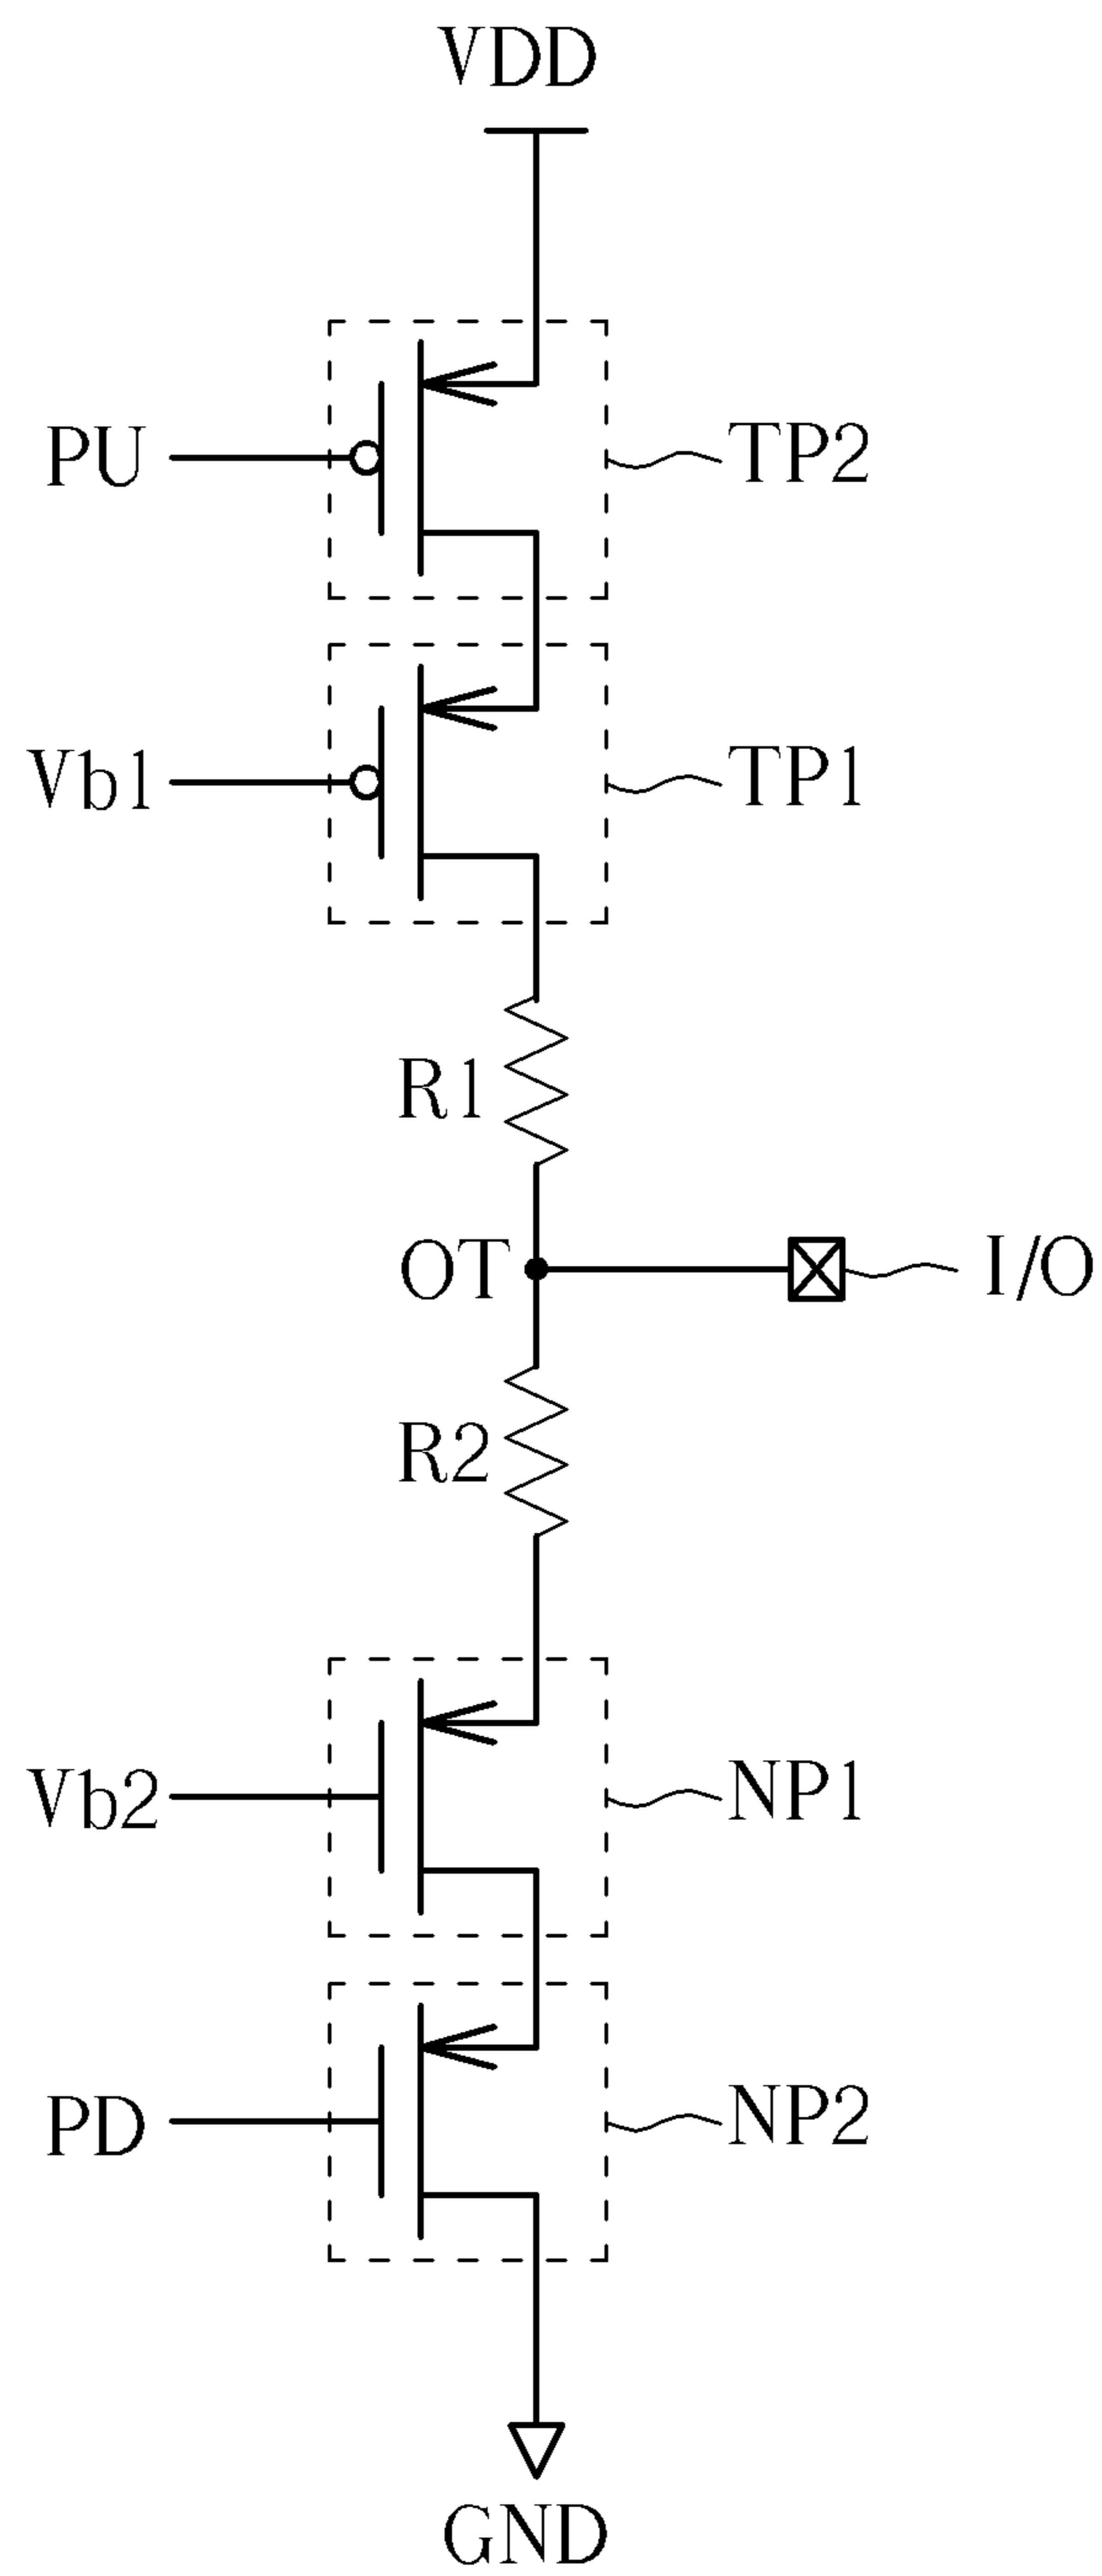 VDD
PU
TP2
Vb1
TP1
R1
OT
I/O
R2
Vb2
NP1
PD
NP2
GND